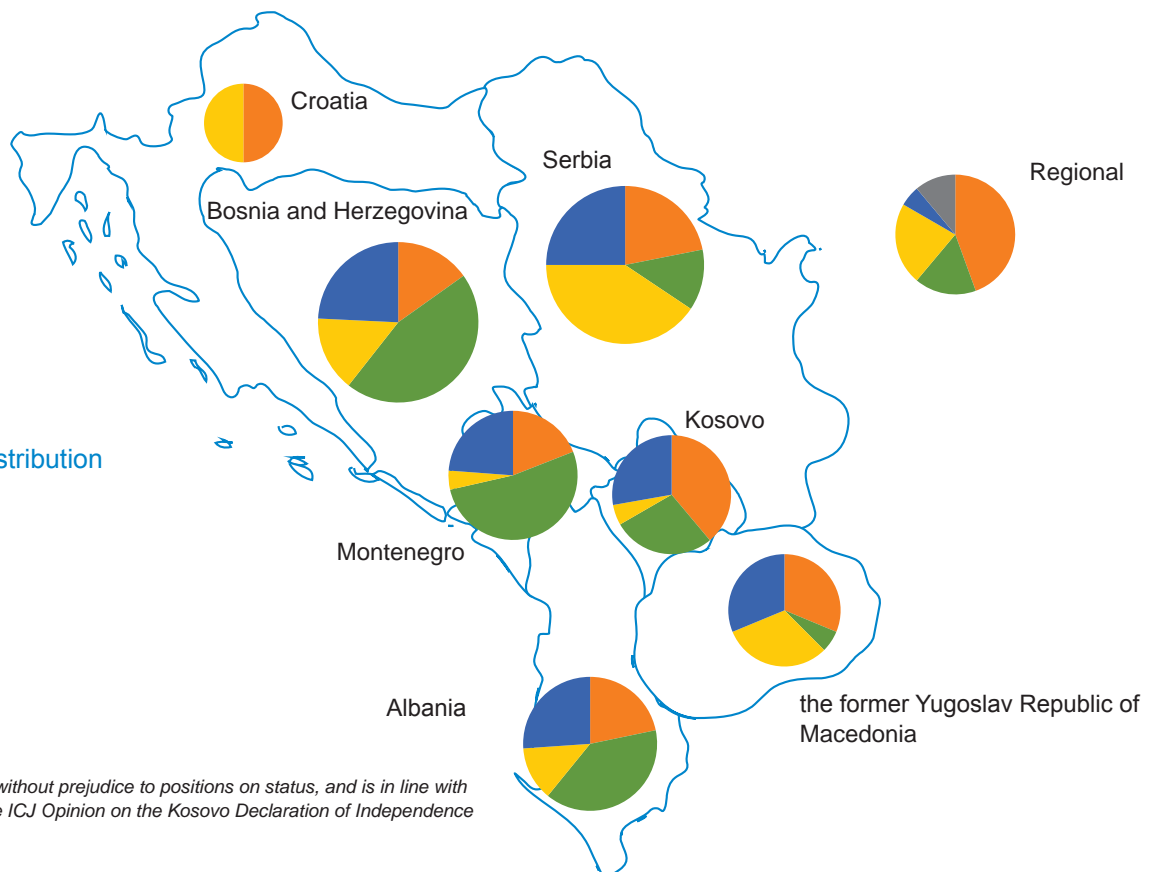 Croatia
Serbia
Regional
Bosnia and Herzegovina
Kosovo
stribution
Montenegro
Albania
the former Yugoslav Republic of
Macedonia
without prejudice to positions on status, and is in line with
ICJ Opinion on the Kosovo Declaration of Independence